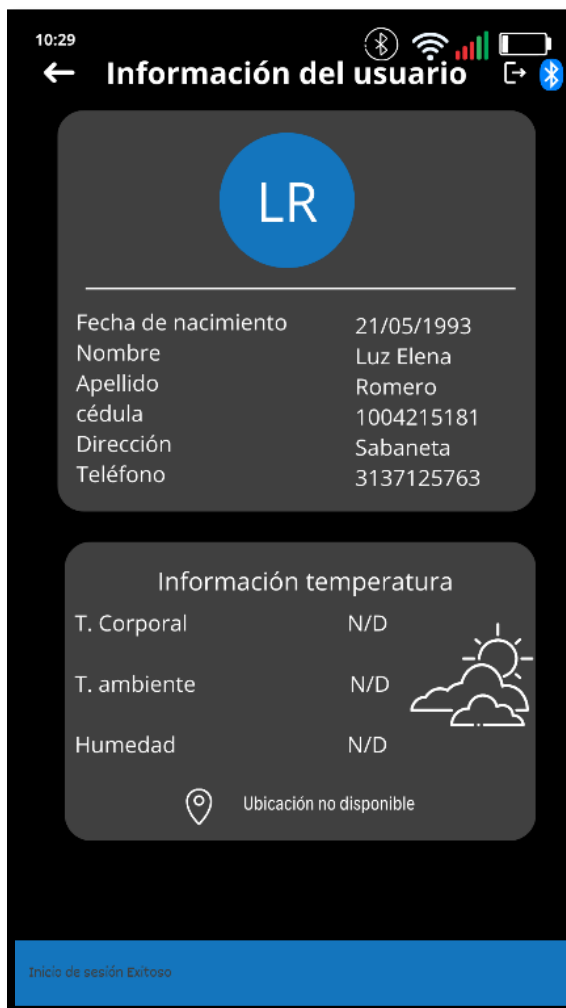 10:29
Información del usuario
LR
Fecha de nacimiento 21/05/1993
Nombre Luz Elena
Apellido Romero
cédula 1004215181
Dirección Sabaneta
Teléfono 3137125763
Información temperatura
T. Corporal N/D
T. ambiente N/D
Humedad N/D
Ubicación no disponible
Inicio de sesión Exitoso